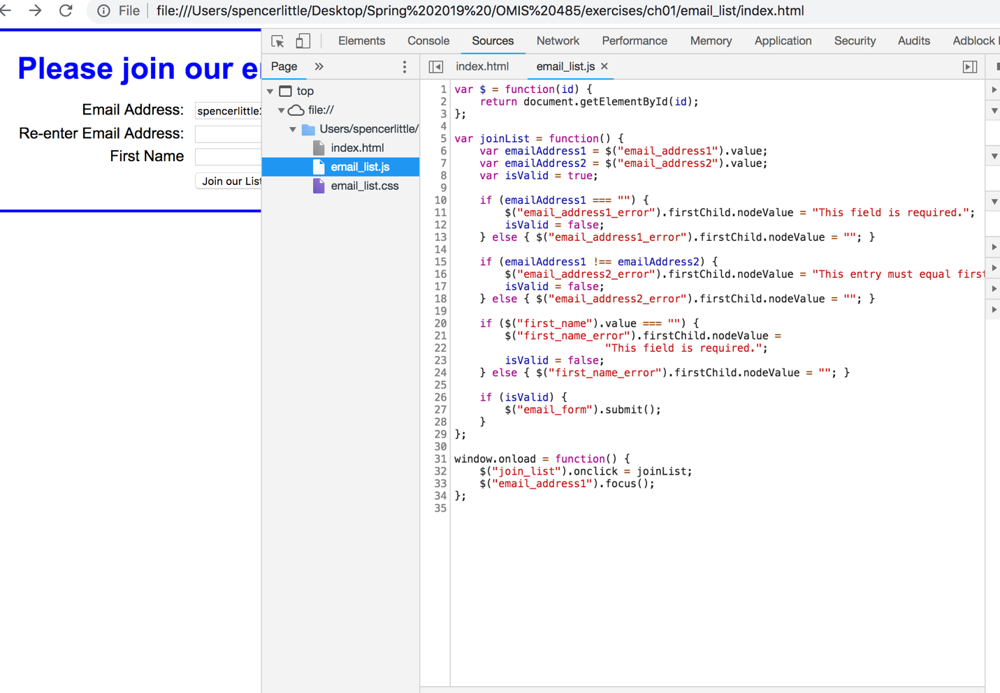 File file:///Users/spencerlittle/Desktop/Spring%202019%20/OMIS%20485/exercises/ch01/email_list/index.html
Please join our e
Email Address: spencerlittle
Re-enter Email Address:
First Name
Join our List
Elements Console Sources Network Performance Memory Application Security Audits Adblock
Page »
top
file://
Users/spencerlittle/
index.html
email_list.js
email_list.css
index.html email_list.js ×
1 var $ = function(id) {
2     return document.getElementById(id);
3 };
4
5 var joinList = function() {
6     var emailAddress1 = $("email_address1").value;
7     var emailAddress2 = $("email_address2").value;
8     var isValid = true;
9
10     if (emailAddress1 === "") {
11         $("email_address1_error").firstChild.nodeValue = "This field is required.";
12         isValid = false;
13     } else { $("email_address1_error").firstChild.nodeValue = ""; }
14
15     if (emailAddress1 !== emailAddress2) {
16         $("email_address2_error").firstChild.nodeValue = "This entry must equal first
17         isValid = false;
18     } else { $("email_address2_error").firstChild.nodeValue = ""; }
19
20     if ($("first_name").value === "") {
21         $("first_name_error").firstChild.nodeValue =
22                 "This field is required.";
23         isValid = false;
24     } else { $("first_name_error").firstChild.nodeValue = ""; }
25
26     if (isValid) {
27         $("email_form").submit();
28     }
29 };
30
31 window.onload = function() {
32     $("join_list").onclick = joinList;
33     $("email_address1").focus();
34 };
35